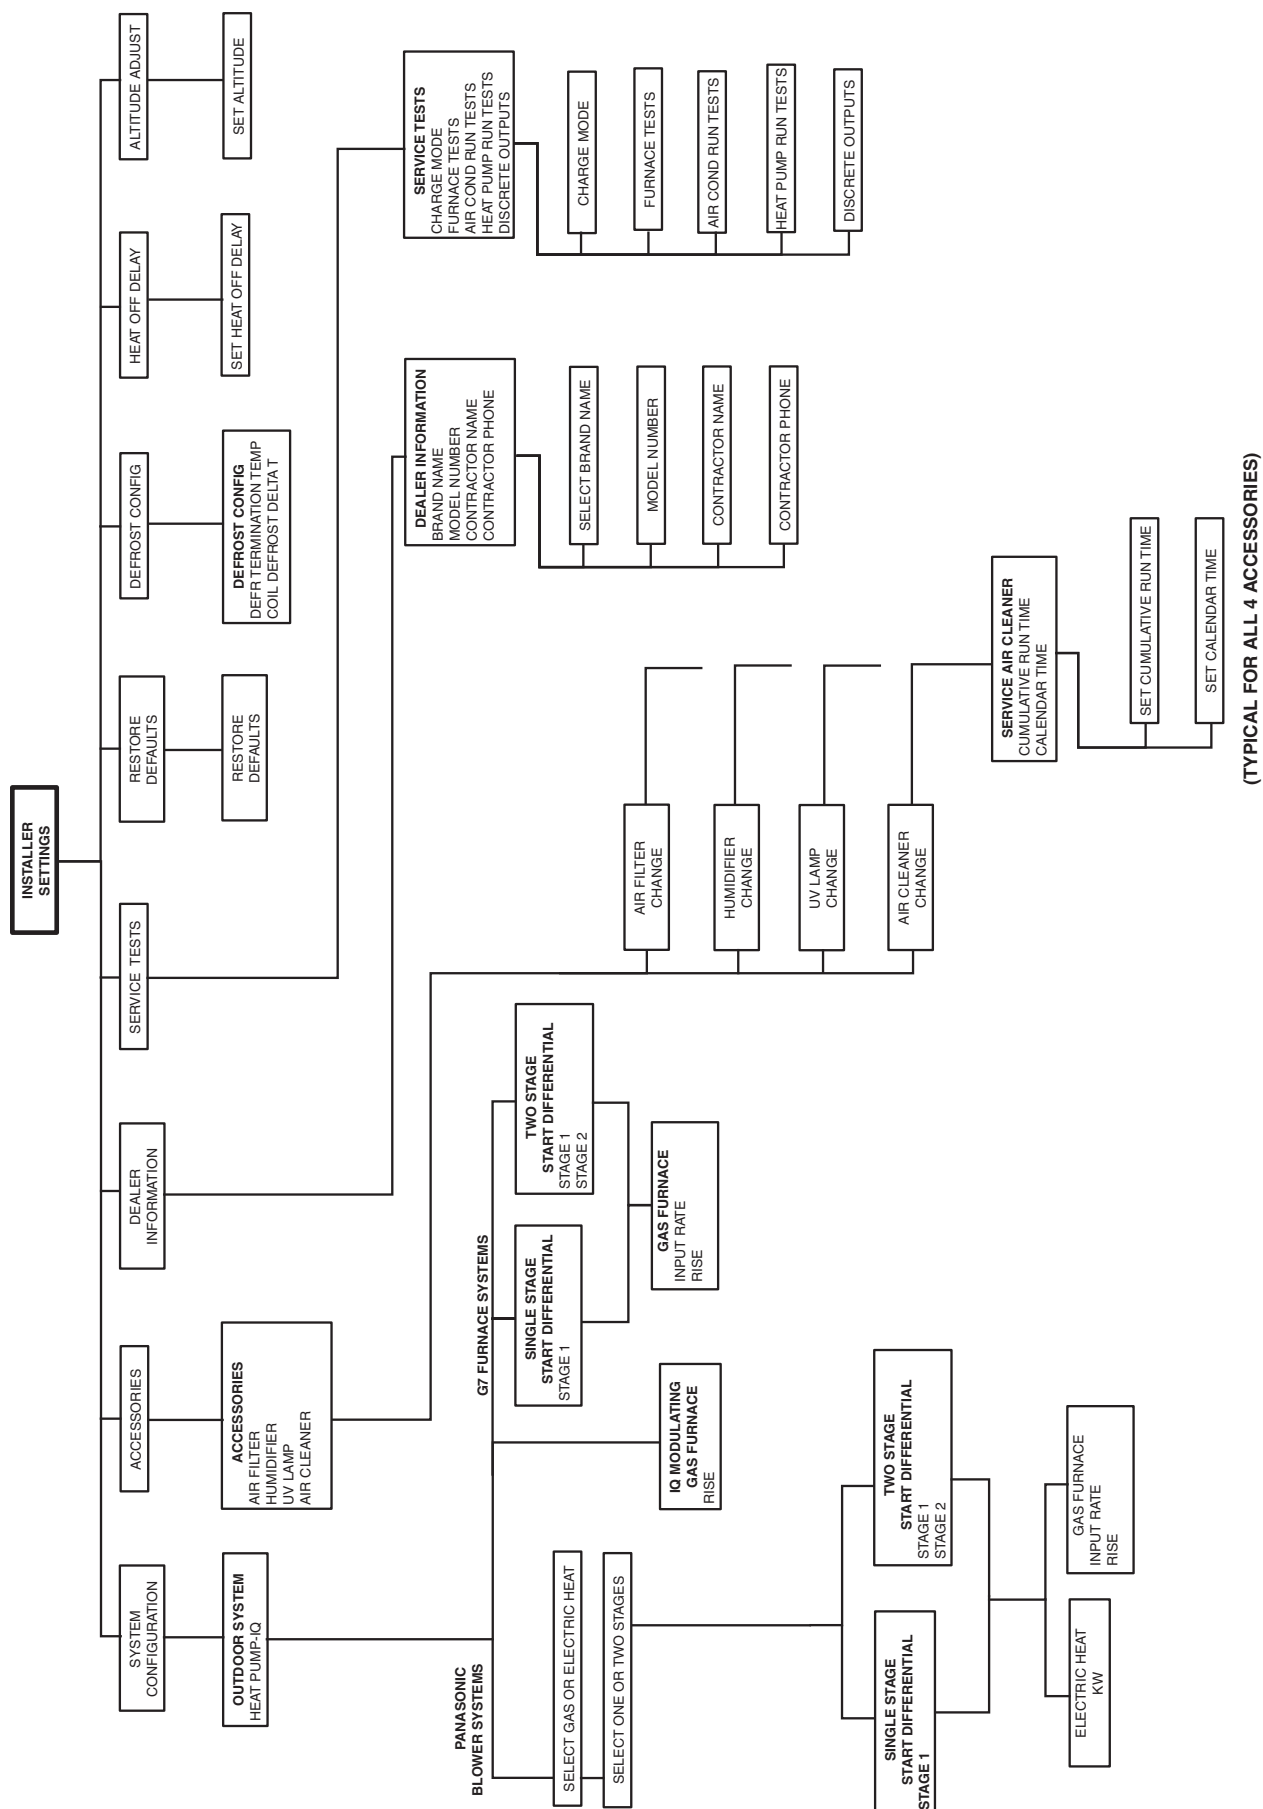 INSTALLER
SETTINGS
SYSTEM
CONFIGURATION
ACCESSORIES
DEALER
INFORMATION
SERVICE TESTS
RESTORE
DEFAULTS
DEFROST CONFIG
HEAT OFF DELAY
ALTITUDE ADJUST
OUTDOOR SYSTEM
HEAT PUMP-IQ
ACCESSORIES
AIR FILTER
HUMIDIFIER
UV LAMP
AIR CLEANER
RESTORE
DEFAULTS
DEFROST CONFIG
DEFR TERMINATION TEMP
COIL DEFROST DELTA T
SET HEAT OFF DELAY
SET ALTITUDE
DEALER INFORMATION
BRAND NAME
MODEL NUMBER
CONTRACTOR NAME
CONTRACTOR PHONE
SERVICE TESTS
CHARGE MODE
FURNACE TESTS
AIR COND RUN TESTS
HEAT PUMP RUN TESTS
DISCRETE OUTPUTS
PANASONIC
BLOWER SYSTEMS
G7 FURNACE SYSTEMS
SELECT GAS OR ELECTRIC HEAT
SELECT ONE OR TWO STAGES
SINGLE STAGE
START DIFFERENTIAL
STAGE 1
TWO STAGE
START DIFFERENTIAL
STAGE 1
STAGE 2
SELECT BRAND NAME
MODEL NUMBER
CONTRACTOR NAME
CONTRACTOR PHONE
CHARGE MODE
FURNACE TESTS
AIR COND RUN TESTS
HEAT PUMP RUN TESTS
DISCRETE OUTPUTS
IQ MODULATING
GAS FURNACE
RISE
GAS FURNACE
INPUT RATE
RISE
AIR FILTER
CHANGE
HUMIDIFIER
CHANGE
UV LAMP
CHANGE
AIR CLEANER
CHANGE
SINGLE STAGE
START DIFFERENTIAL
STAGE 1
TWO STAGE
START DIFFERENTIAL
STAGE 1
STAGE 2
SERVICE AIR CLEANER
CUMULATIVE RUN TIME
CALENDAR TIME
ELECTRIC HEAT
KW
GAS FURNACE
INPUT RATE
RISE
SET CUMULATIVE RUN TIME
SET CALENDAR TIME
(TYPICAL FOR ALL 4 ACCESSORIES)